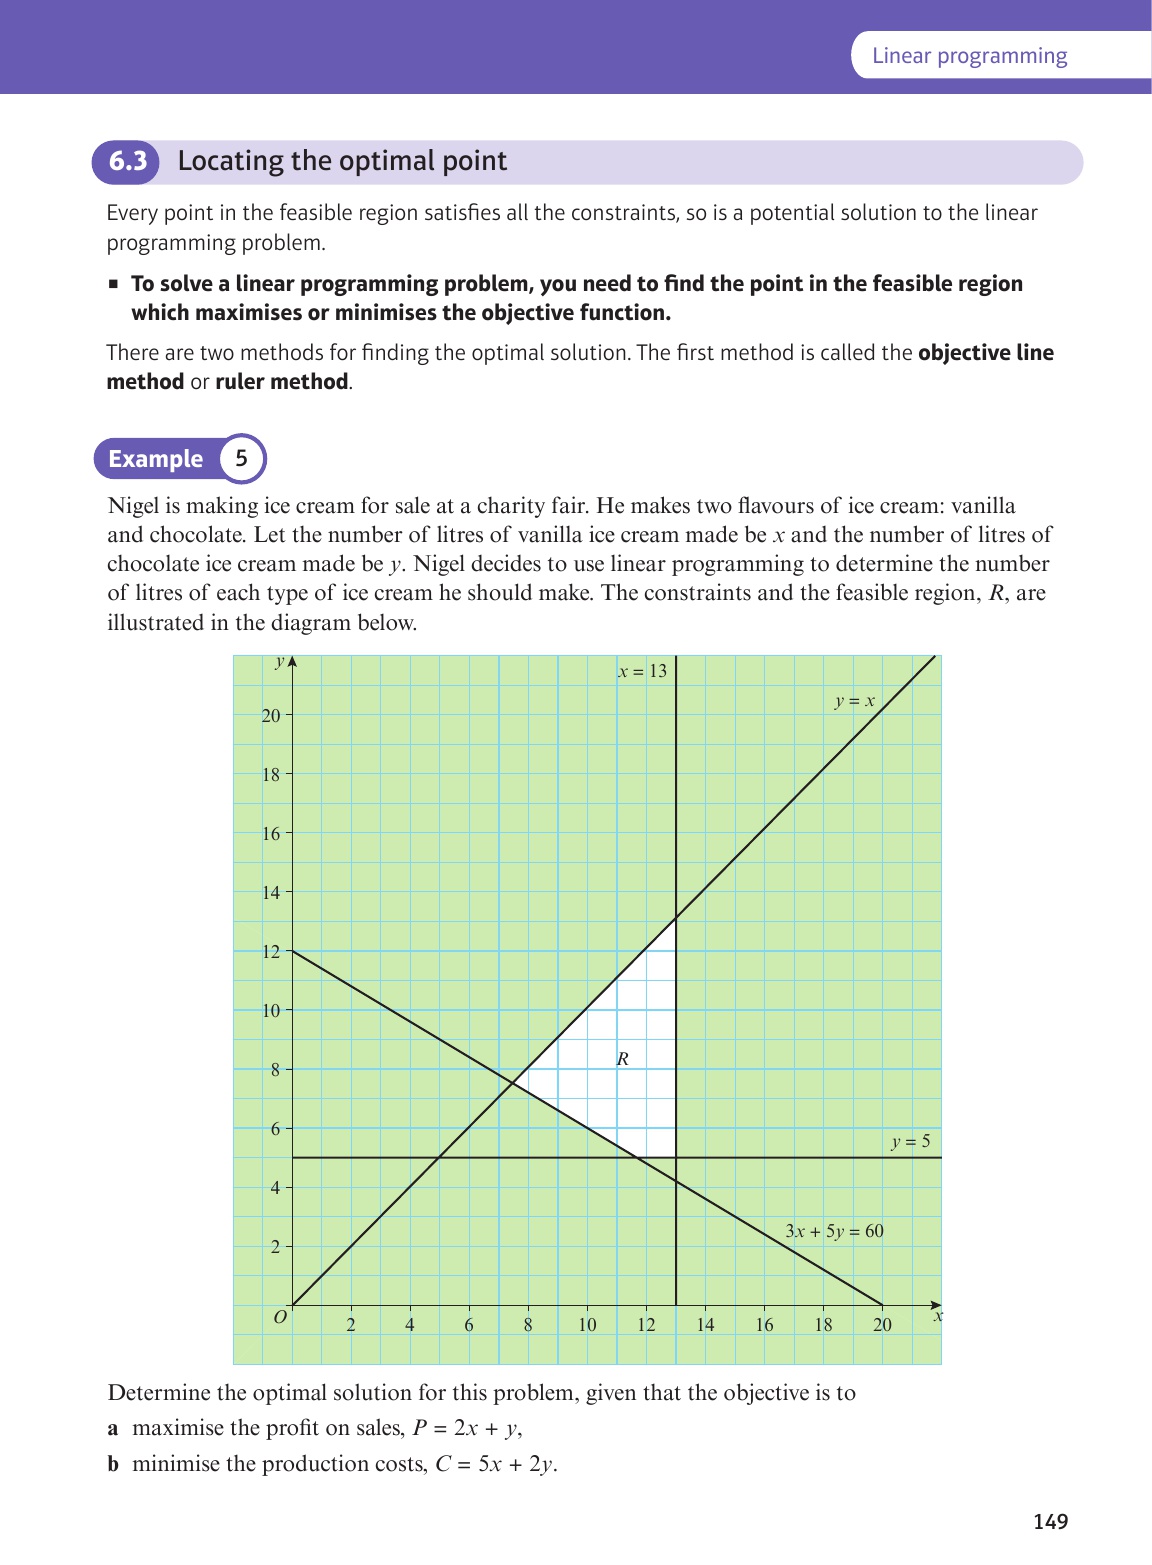 Linear programming
6.3 Locating the optimal point
Every point in the feasible region satisfies all the constraints, so is a potential solution to the linear
programming problem.
▪ To solve a linear programming problem, you need to find the point in the feasible region
which maximises or minimises the objective function.
There are two methods for finding the optimal solution. The first method is called the objective line
method or ruler method.
Example 5
Nigel is making ice cream for sale at a charity fair. He makes two flavours of ice cream: vanilla
and chocolate. Let the number of litres of vanilla ice cream made be x and the number of litres of
chocolate ice cream made be y. Nigel decides to use linear programming to determine the number
of litres of each type of ice cream he should make. The constraints and the feasible region, R, are
illustrated in the diagram below.
y
x = 13
y = x
20
18
16
14
12
10
8
R
6
y = 5
4
3x + 5y = 60
2
O
x
2 4 6 8 10 12 14 16 18 20
Determine the optimal solution for this problem, given that the objective is to
a maximise the profit on sales, P = 2x + y,
b minimise the production costs, C = 5x + 2y.
149